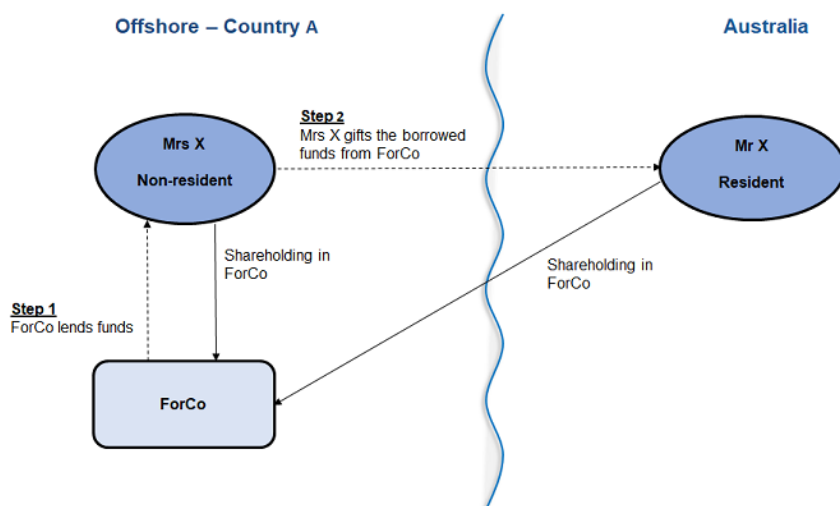 Offshore – Country A
Australia
Step 2
Mrs X gifts the borrowed
funds from ForCo
Mrs X
Non-resident
Mr X
Resident
Shareholding in
ForCo
Shareholding in
ForCo
Step 1
ForCo lends funds
ForCo